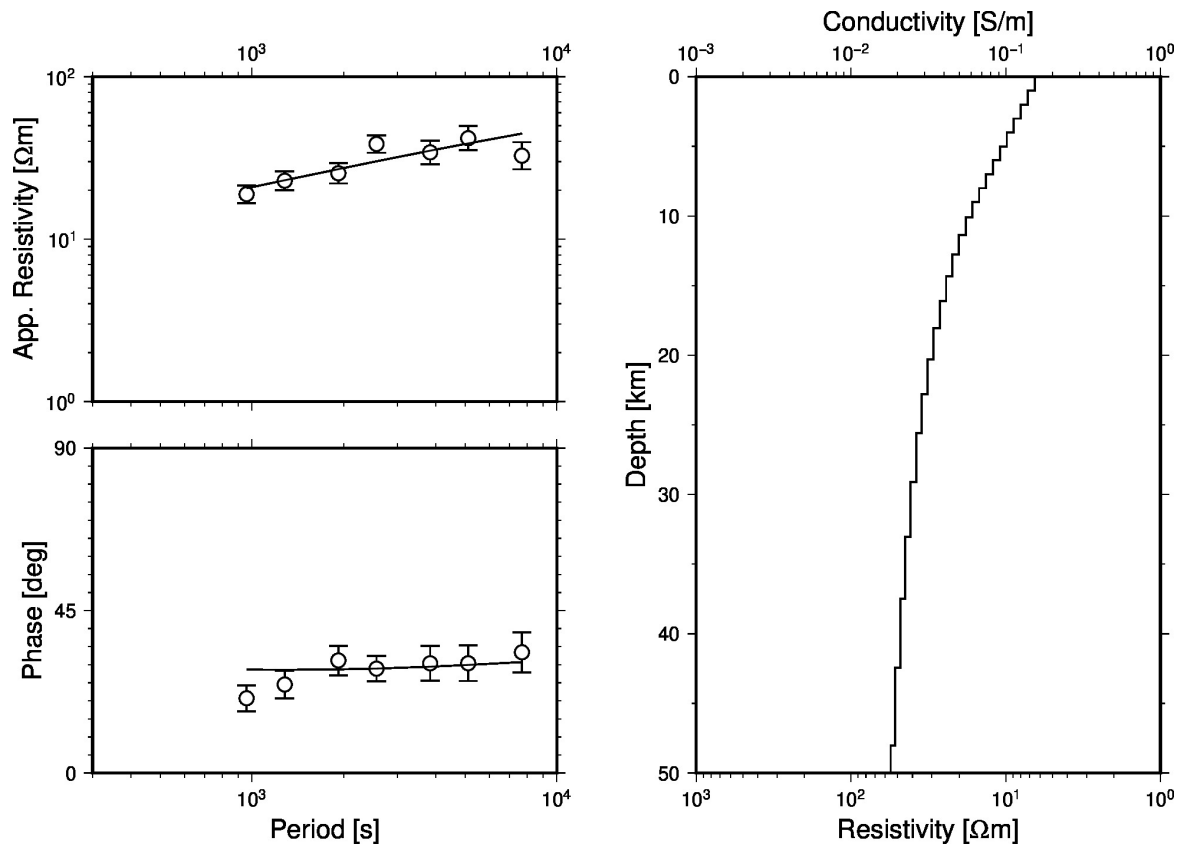 10³ 10⁴
10² 10¹ 10⁰
App. Resistivity [Ωm]
90 45 0
Phase [deg]
10³ 10⁴
Period [s]
Conductivity [S/m]
10⁻³ 10⁻² 10⁻¹ 10⁰
0 10 20 30 40 50
Depth [km]
10³ 10² 10¹ 10⁰
Resistivity [Ωm]